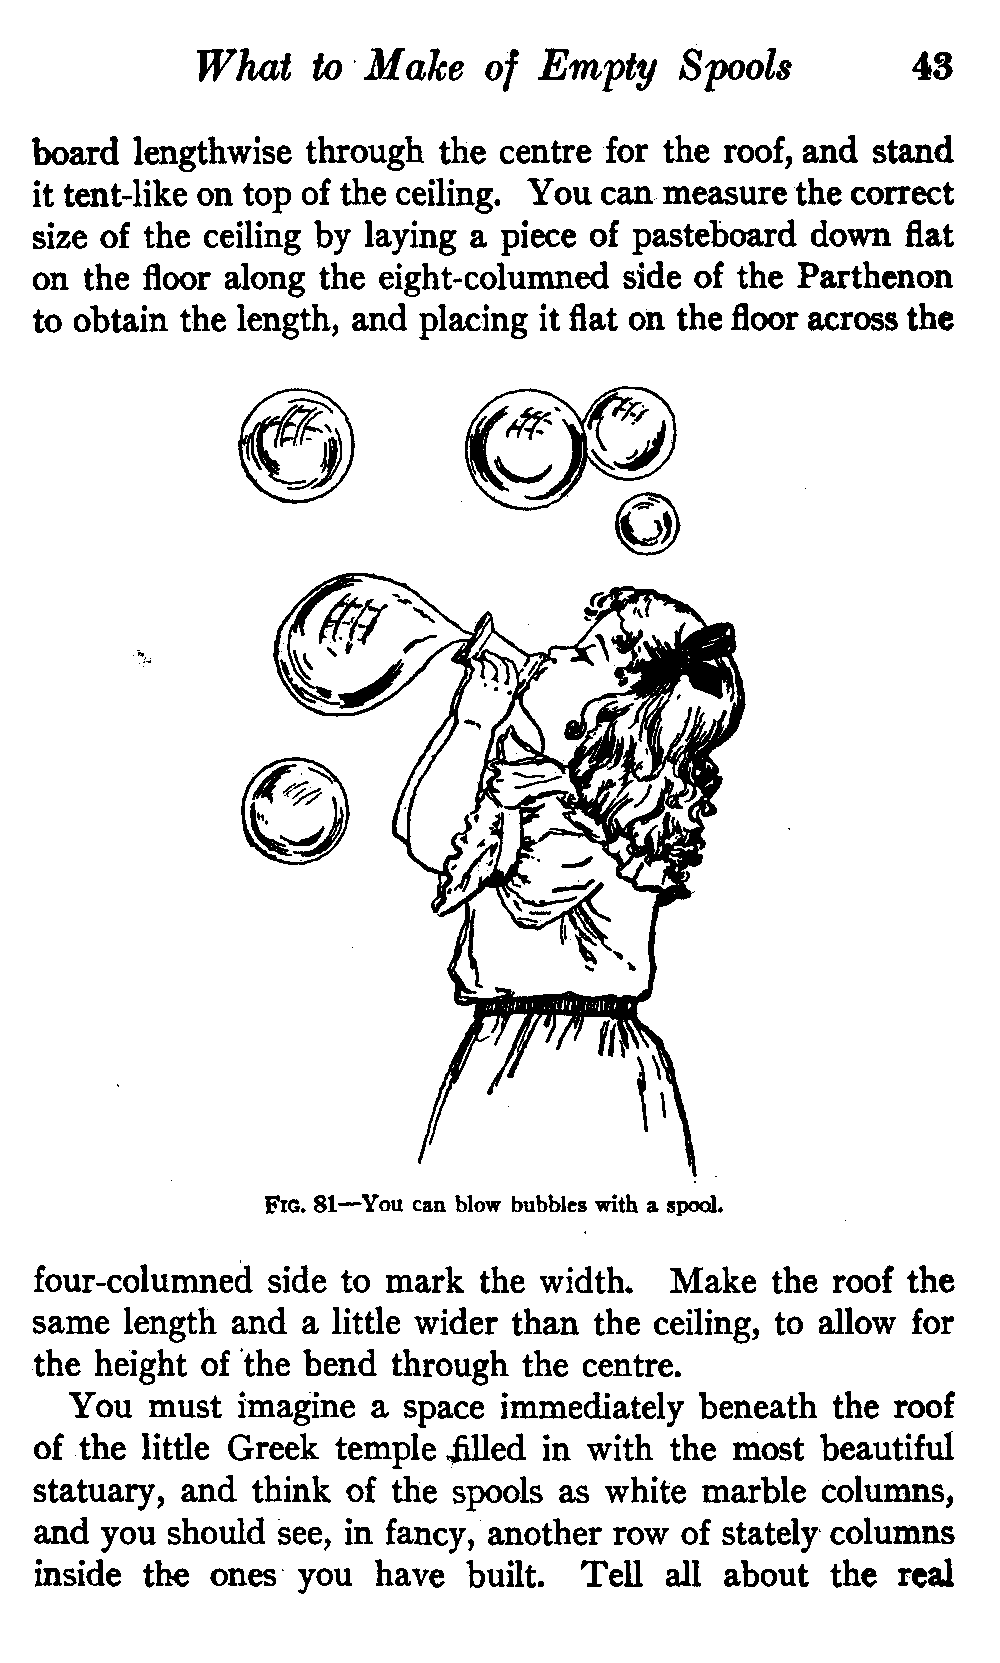 What to Make of Empty Spools 43
board lengthwise through the centre for the roof, and stand
it tent-like on top of the ceiling. You can measure the correct
size of the ceiling by laying a piece of pasteboard down flat
on the floor along the eight-columned side of the Parthenon
to obtain the length, and placing it flat on the floor across the
FIG. 81—You can blow bubbles with a spool.
four-columned side to mark the width. Make the roof the
same length and a little wider than the ceiling, to allow for
the height of the bend through the centre.
You must imagine a space immediately beneath the roof
of the little Greek temple filled in with the most beautiful
statuary, and think of the spools as white marble columns,
and you should see, in fancy, another row of stately columns
inside the ones you have built. Tell all about the real